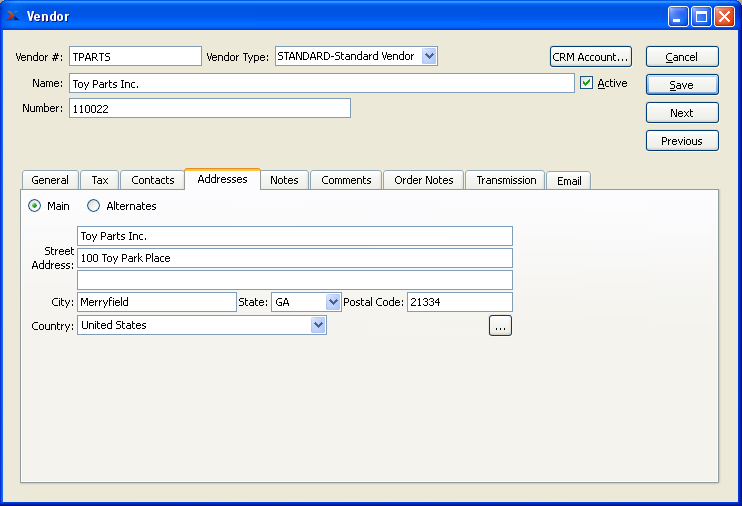 Vendor
Vendor #: TPARTS Vendor Type: STANDARD-Standard Vendor CRM Account... Cancel
Name: Toy Parts Inc. Active Save
Number: 110022 Next
Previous
General Tax Contacts Addresses Notes Comments Order Notes Transmission Email
Main Alternates
Toy Parts Inc.
Street Address: 100 Toy Park Place
City: Merryfield State: GA Postal Code: 21334
Country: United States ...